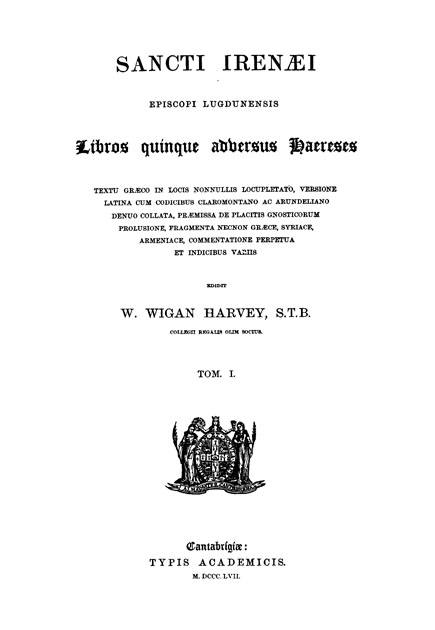 SANCTI IRENÆI
EPISCOPI LUGDUNENSIS
Libros quinque adversus Haereses
TEXTU GRÆCO IN LOCIS NONNULLIS LOCUPLETATO, VERSIONE
LATINA CUM CODICIBUS CLAROMONTANO AC ARUNDELIANO
DENUO COLLATA, PRÆMISSA DE PLACITIS GNOSTICORUM
PROLUSIONE, FRAGMENTA NECNON GRÆCE, SYRIACE,
ARMENIACE, COMMENTATIONE PERPETUA
ET INDICIBUS VARIIS
EDIDIT
W. WIGAN HARVEY, S.T.B.
COLLEGII REGALIS OLIM SOCIUS.
TOM. I.
Cantabrigiæ:
TYPIS ACADEMICIS.
M.DCCC.LVII.